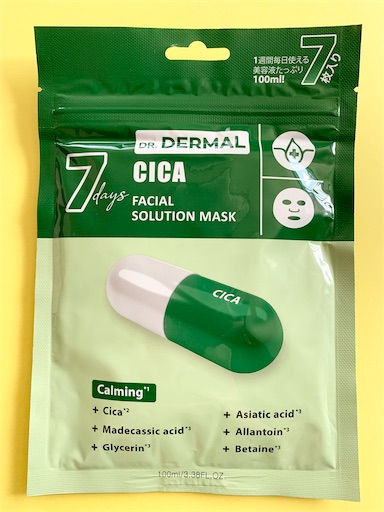 1週間毎日使える
美容液たっぷり
100ml!
7枚入り
DR. DERMAL
7days
CICA
FACIAL
SOLUTION MASK
CICA
Calming*1
+ Cica*2
+ Madecassic acid*3
+ Glycerin*3
+ Asiatic acid*3
+ Allantoin*3
+ Betaine*3
100ml/3.38FL.OZ